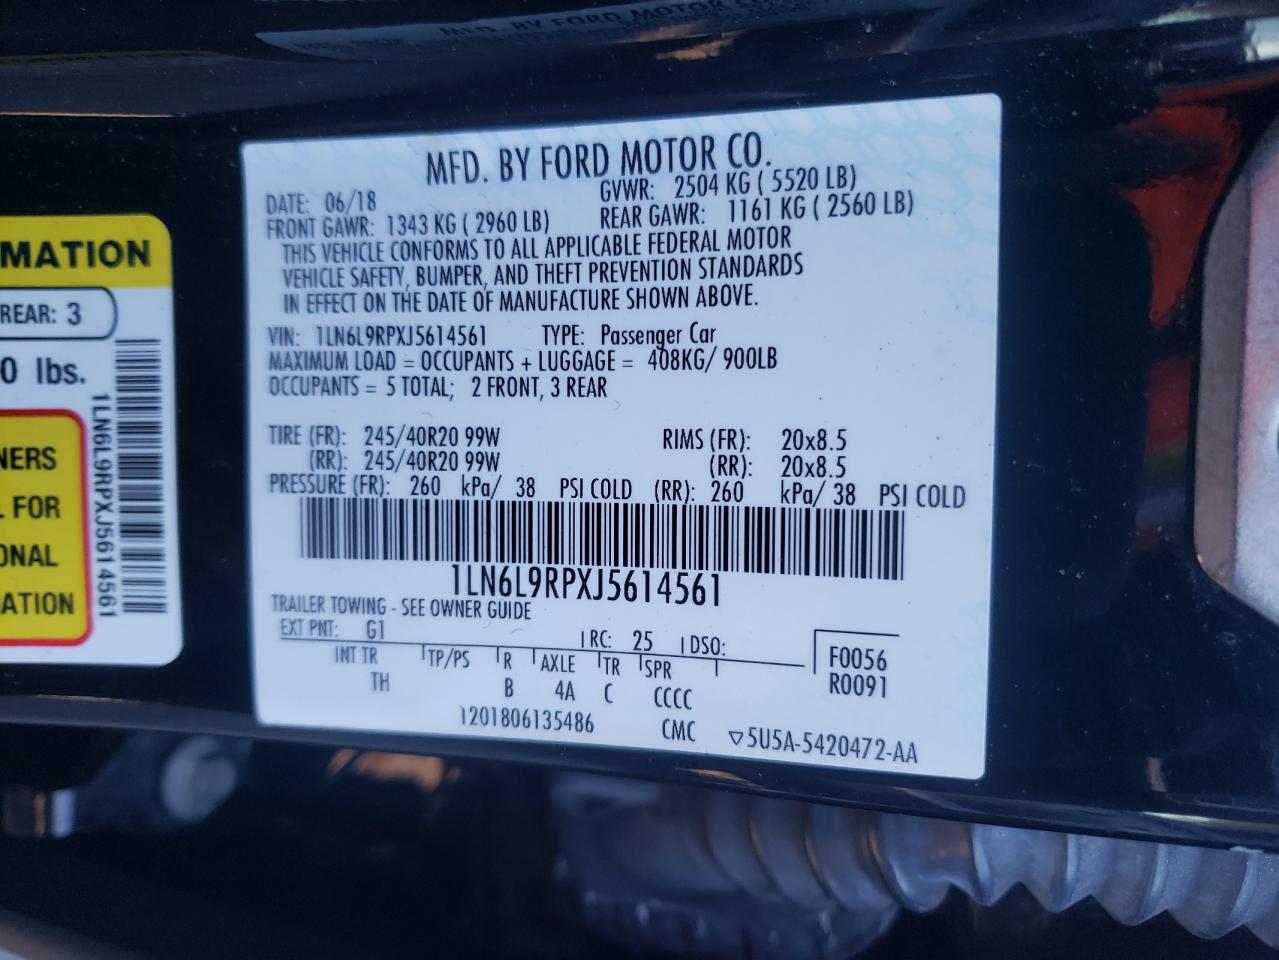 MFD. BY FORD MOTOR CO.
DATE: 06/18 GVWR: 2504 KG ( 5520 LB)
FRONT GAWR: 1343 KG ( 2960 LB) REAR GAWR: 1161 KG ( 2560 LB)
THIS VEHICLE CONFORMS TO ALL APPLICABLE FEDERAL MOTOR
VEHICLE SAFETY, BUMPER, AND THEFT PREVENTION STANDARDS
IN EFFECT ON THE DATE OF MANUFACTURE SHOWN ABOVE.
VIN: 1LN6L9RPXJ5614561 TYPE: Passenger Car
MAXIMUM LOAD = OCCUPANTS + LUGGAGE = 408KG/ 900LB
OCCUPANTS = 5 TOTAL; 2 FRONT, 3 REAR
TIRE (FR): 245/40R20 99W RIMS (FR): 20x8.5
(RR): 245/40R20 99W (RR): 20x8.5
PRESSURE (FR): 260 kPa/ 38 PSI COLD (RR): 260 kPa/ 38 PSI COLD
1LN6L9RPXJ5614561
TRAILER TOWING - SEE OWNER GUIDE
EXT PNT: G1 RC: 25 DSO:
INT TR TP/PS R AXLE TR SPR
TH B 4A C CCCC
F0056
R0091
1201806135486 CMC ▽5U5A-5420472-AA
MATION
REAR: 3
0 lbs.
1LN6L9RPXJ5614561
NERS
L FOR
ONAL
ATION
MFD. BY FORD MOTOR CO